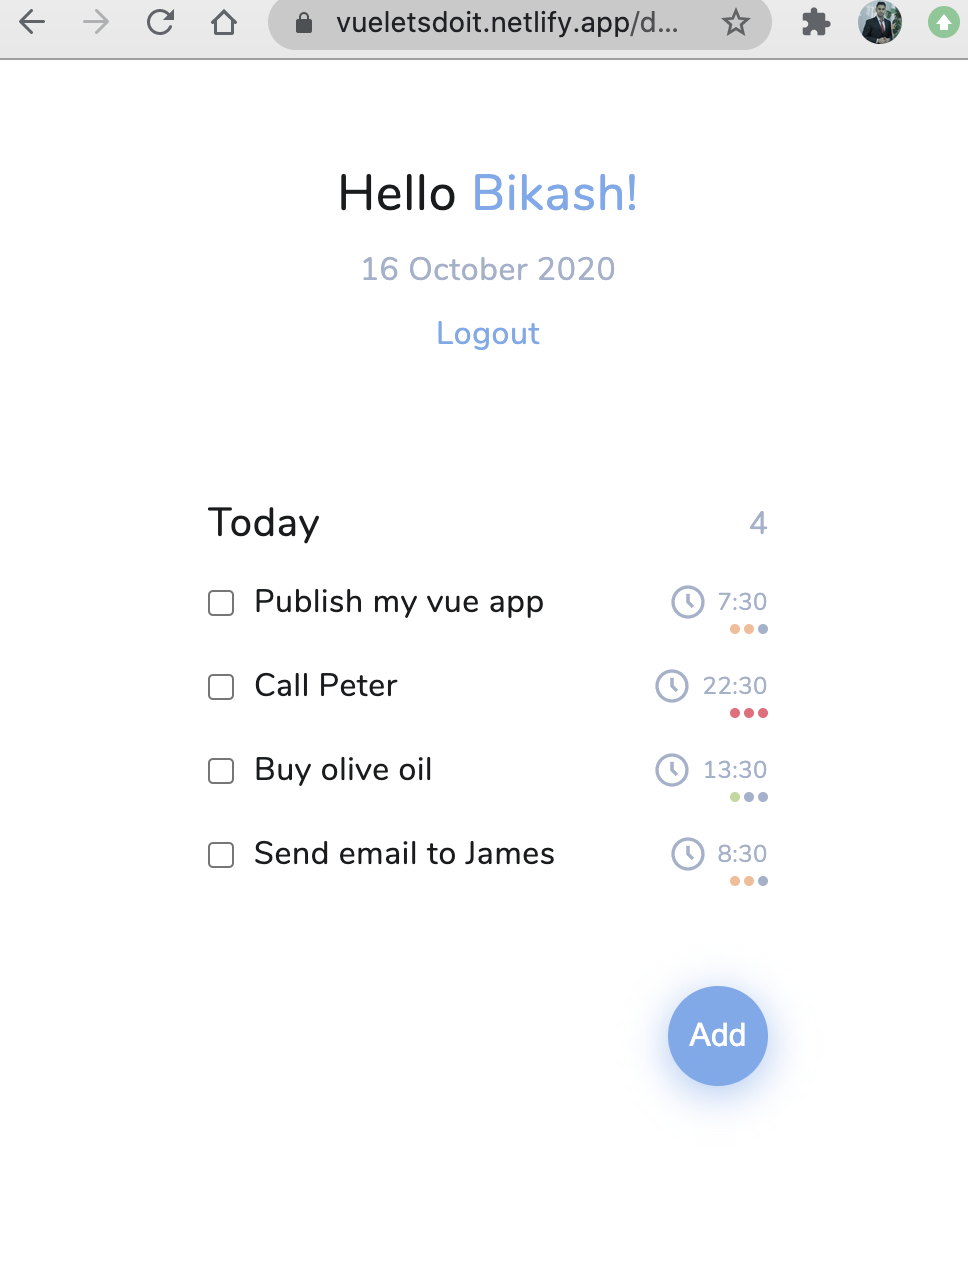 vueletsdoit.netlify.app/d...
Hello Bikash!
16 October 2020
Logout
Today 4
Publish my vue app 7:30
Call Peter 22:30
Buy olive oil 13:30
Send email to James 8:30
Add